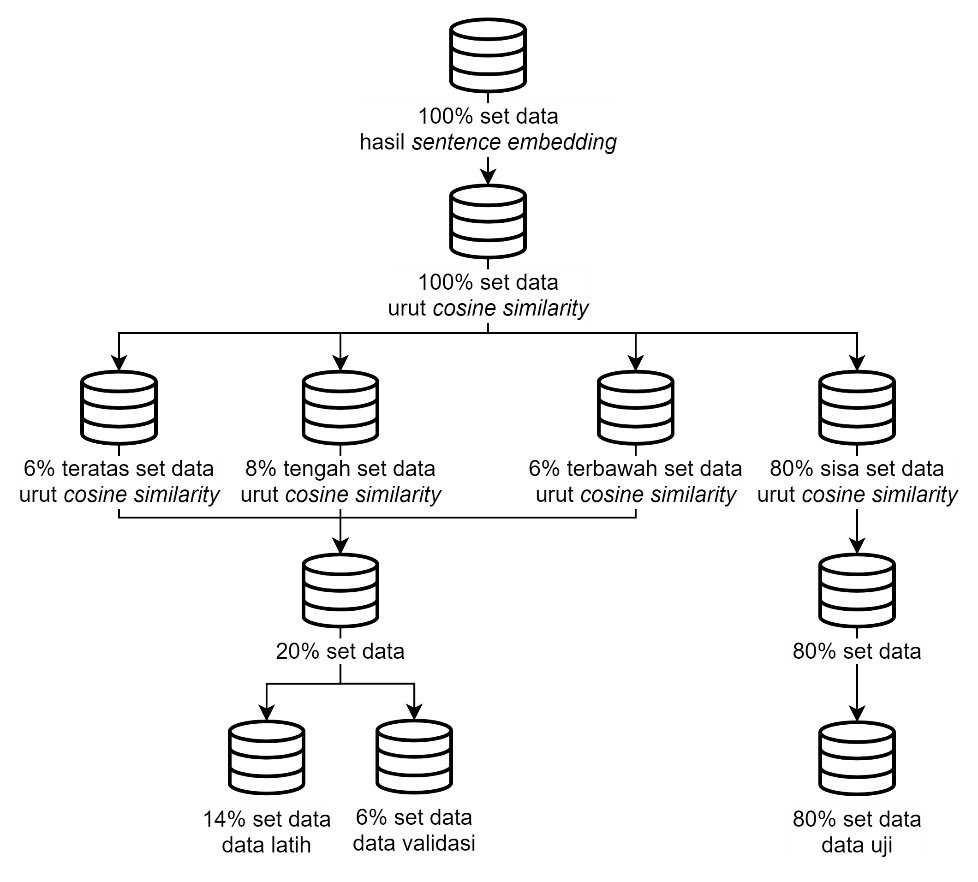 100% set data
hasil sentence embedding
100% set data
urut cosine similarity
6% teratas set data
urut cosine similarity
8% tengah set data
urut cosine similarity
6% terbawah set data
urut cosine similarity
80% sisa set data
urut cosine similarity
20% set data
80% set data
14% set data
data latih
6% set data
data validasi
80% set data
data uji